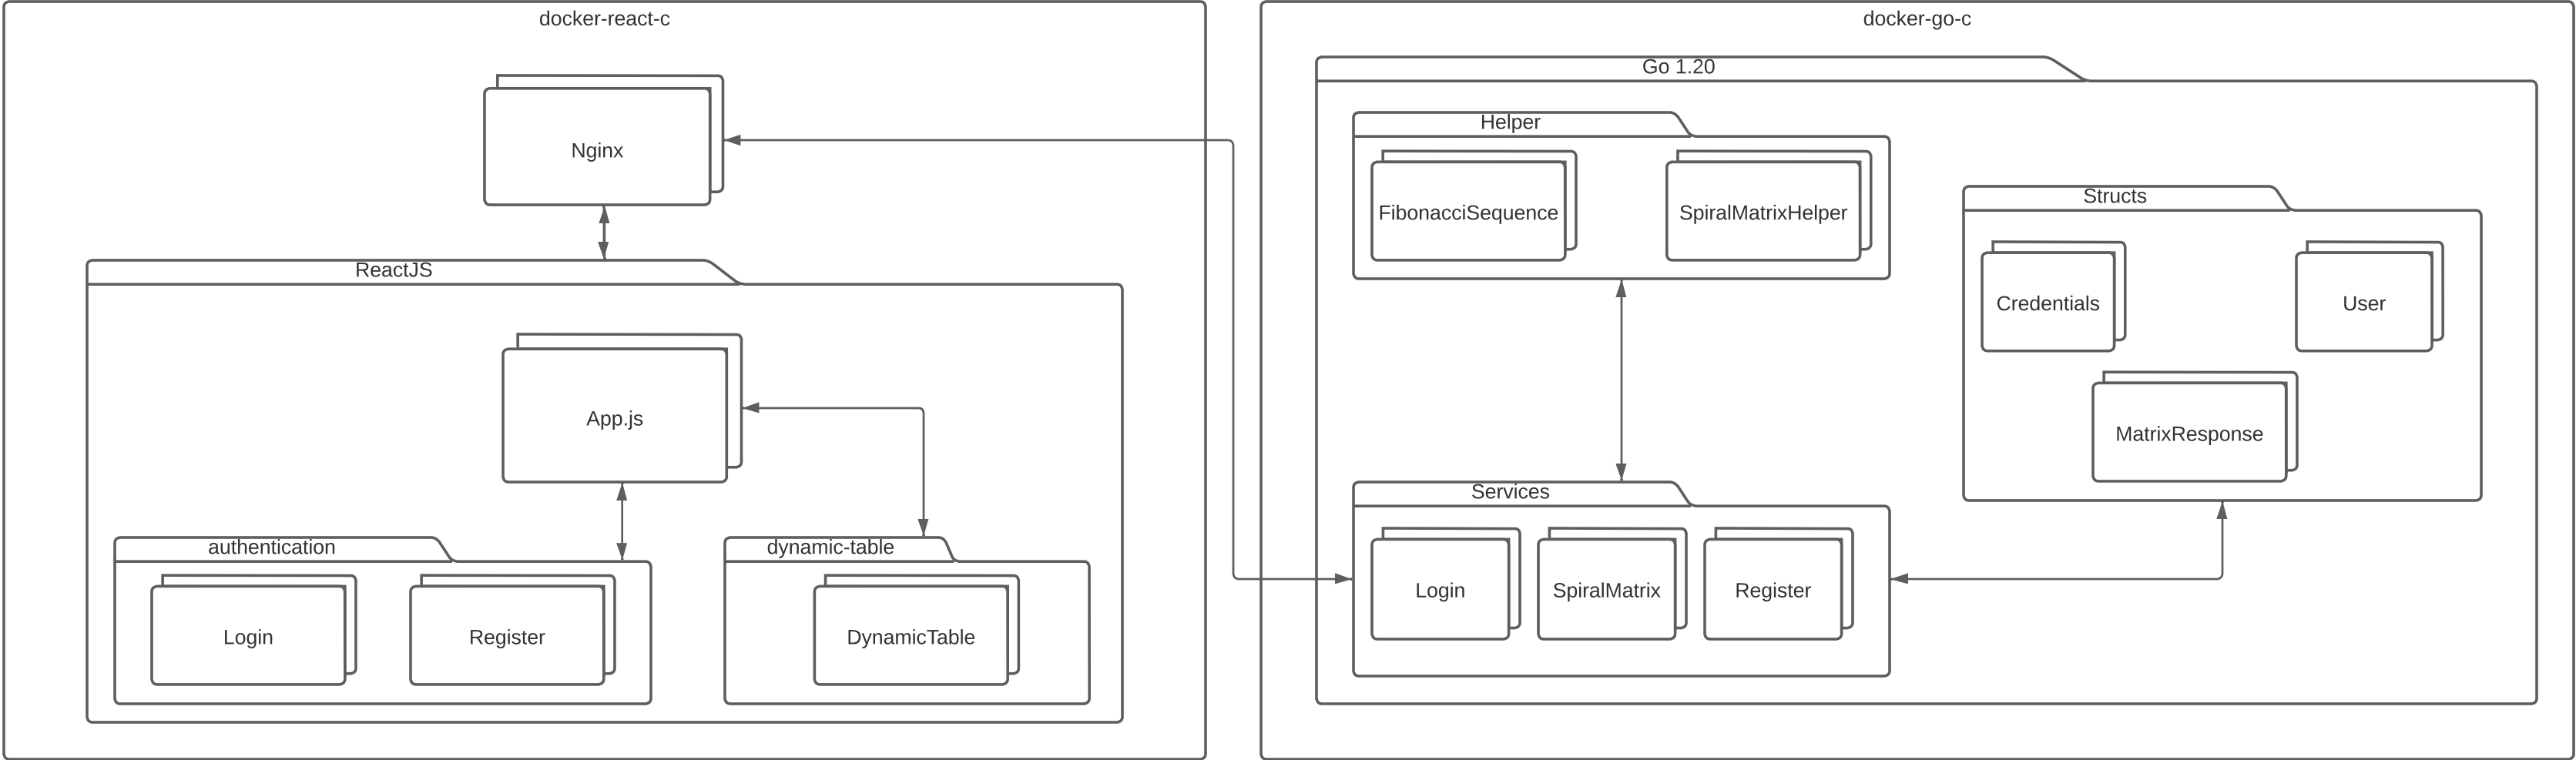 docker-react-c
Nginx
ReactJS
App.js
authentication
Login
Register
dynamic-table
DynamicTable
docker-go-c
Go 1.20
Helper
FibonacciSequence
SpiralMatrixHelper
Structs
Credentials
User
MatrixResponse
Services
Login
SpiralMatrix
Register